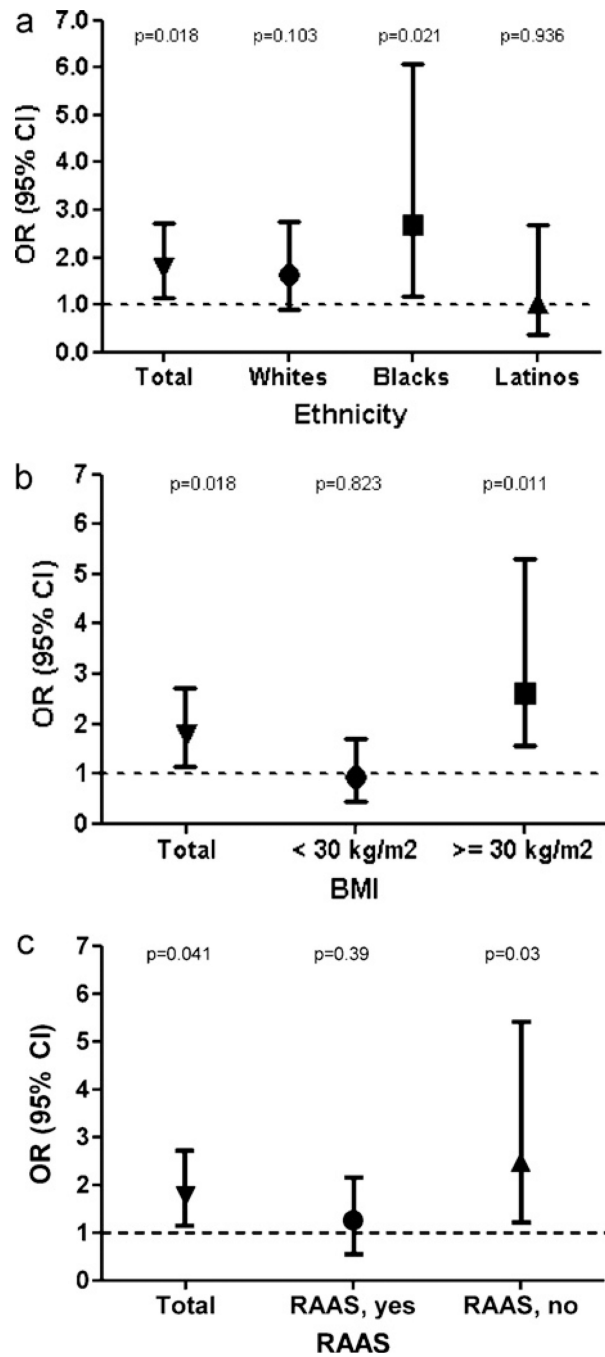 a
p=0.018 p=0.103 p=0.021 p=0.936
7.0
6.0
5.0
4.0
3.0
2.0
1.0
0.0
OR (95% CI)
Total Whites Blacks Latinos
Ethnicity
b
p=0.018 p=0.823 p=0.011
7
6
5
4
3
2
1
0
OR (95% CI)
Total < 30 kg/m2 >= 30 kg/m2
BMI
c
p=0.041 p=0.39 p=0.03
7
6
5
4
3
2
1
0
OR (95% CI)
Total RAAS, yes RAAS, no
RAAS